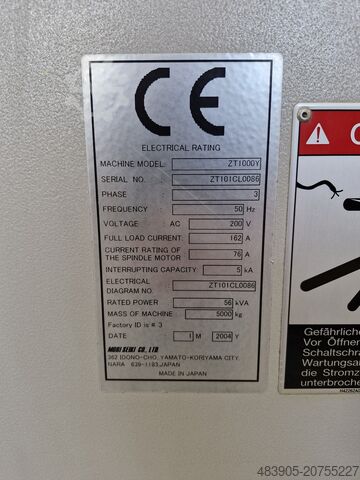 CE
ELECTRICAL RATING
MACHINE MODEL ZT1000Y
SERIAL NO. ZT101CL0086
PHASE 3
FREQUENCY 50 Hz
VOLTAGE AC 200 V
FULL LOAD CURRENT 162 A
CURRENT RATING OF
THE SPINDLE MOTOR 76 A
INTERRUPTING CAPACITY 5 kA
ELECTRICAL
DIAGRAM NO. ZT101CL0086
RATED POWER 56 kVA
MASS OF MACHINE 5000 kg
Factory ID is # 3
DATE 1 M 2004 Y
MORI SEIKI CO., LTD.
362 IDONO-CHO, YAMATO-KORIYAMA CITY,
NARA 639-1183, JAPAN
MADE IN JAPAN
Gefährliche
Vor Öffnen
Schaltschra
Wartungsar
die Stromz
unterbroche
483905-20755227